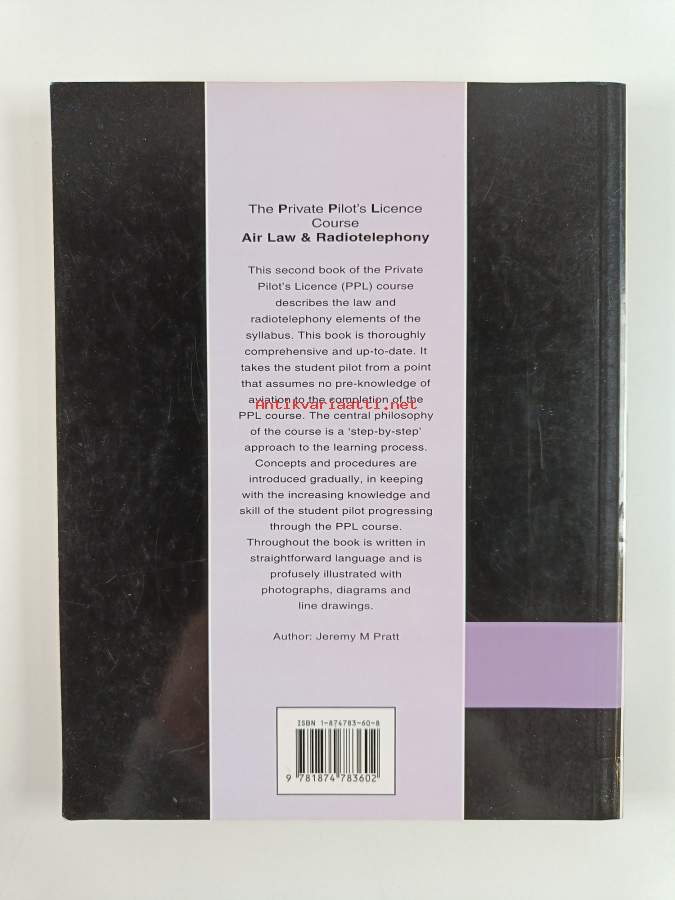 The Private Pilot's Licence
Course
Air Law & Radiotelephony
This second book of the Private
Pilot's Licence (PPL) course
describes the law and
radiotelephony elements of the
syllabus. This book is thoroughly
comprehensive and up-to-date. It
takes the student pilot from a point
that assumes no pre-knowledge of
aviation to the completion of the
Antikvariaatti.net
PPL course. The central philosophy
of the course is a 'step-by-step'
approach to the learning process.
Concepts and procedures are
introduced gradually, in keeping
with the increasing knowledge and
skill of the student pilot progressing
through the PPL course.
Throughout the book is written in
straightforward language and is
profusely illustrated with
photographs, diagrams and
line drawings.
Author: Jeremy M Pratt
ISBN 1-874783-60-8
9 781874 783602